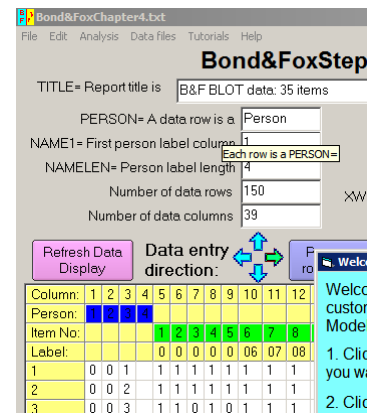 Bond&FoxChapter4.txt
File Edit Analysis Data files Tutorials Help
Bond&FoxStep
TITLE= Report title is B&F BLOT data: 35 items
PERSON= A data row is a Person
NAME1= First person label column 1
Each row is a PERSON=
NAMELEN= Person label length 4
Number of data rows 150
XW
Number of data columns 39
Refresh Data Display
Data entry direction:
P
ro
Welco
Column: 1 2 3 4 5 6 7 8 9 10 11 12
Person: 1 2 3 4
Item No: 1 2 3 4 5 6 7 8
Label: 0 0 0 0 0 06 07 08
1 0 0 1 1 1 1 1 1 1 1 1
2 0 0 2 1 1 1 1 1 1 1 1
3 0 0 3 1 1 0 1 0 1 1 1
Welco
custor
Mode
1. Clic
you wa
2. Clic